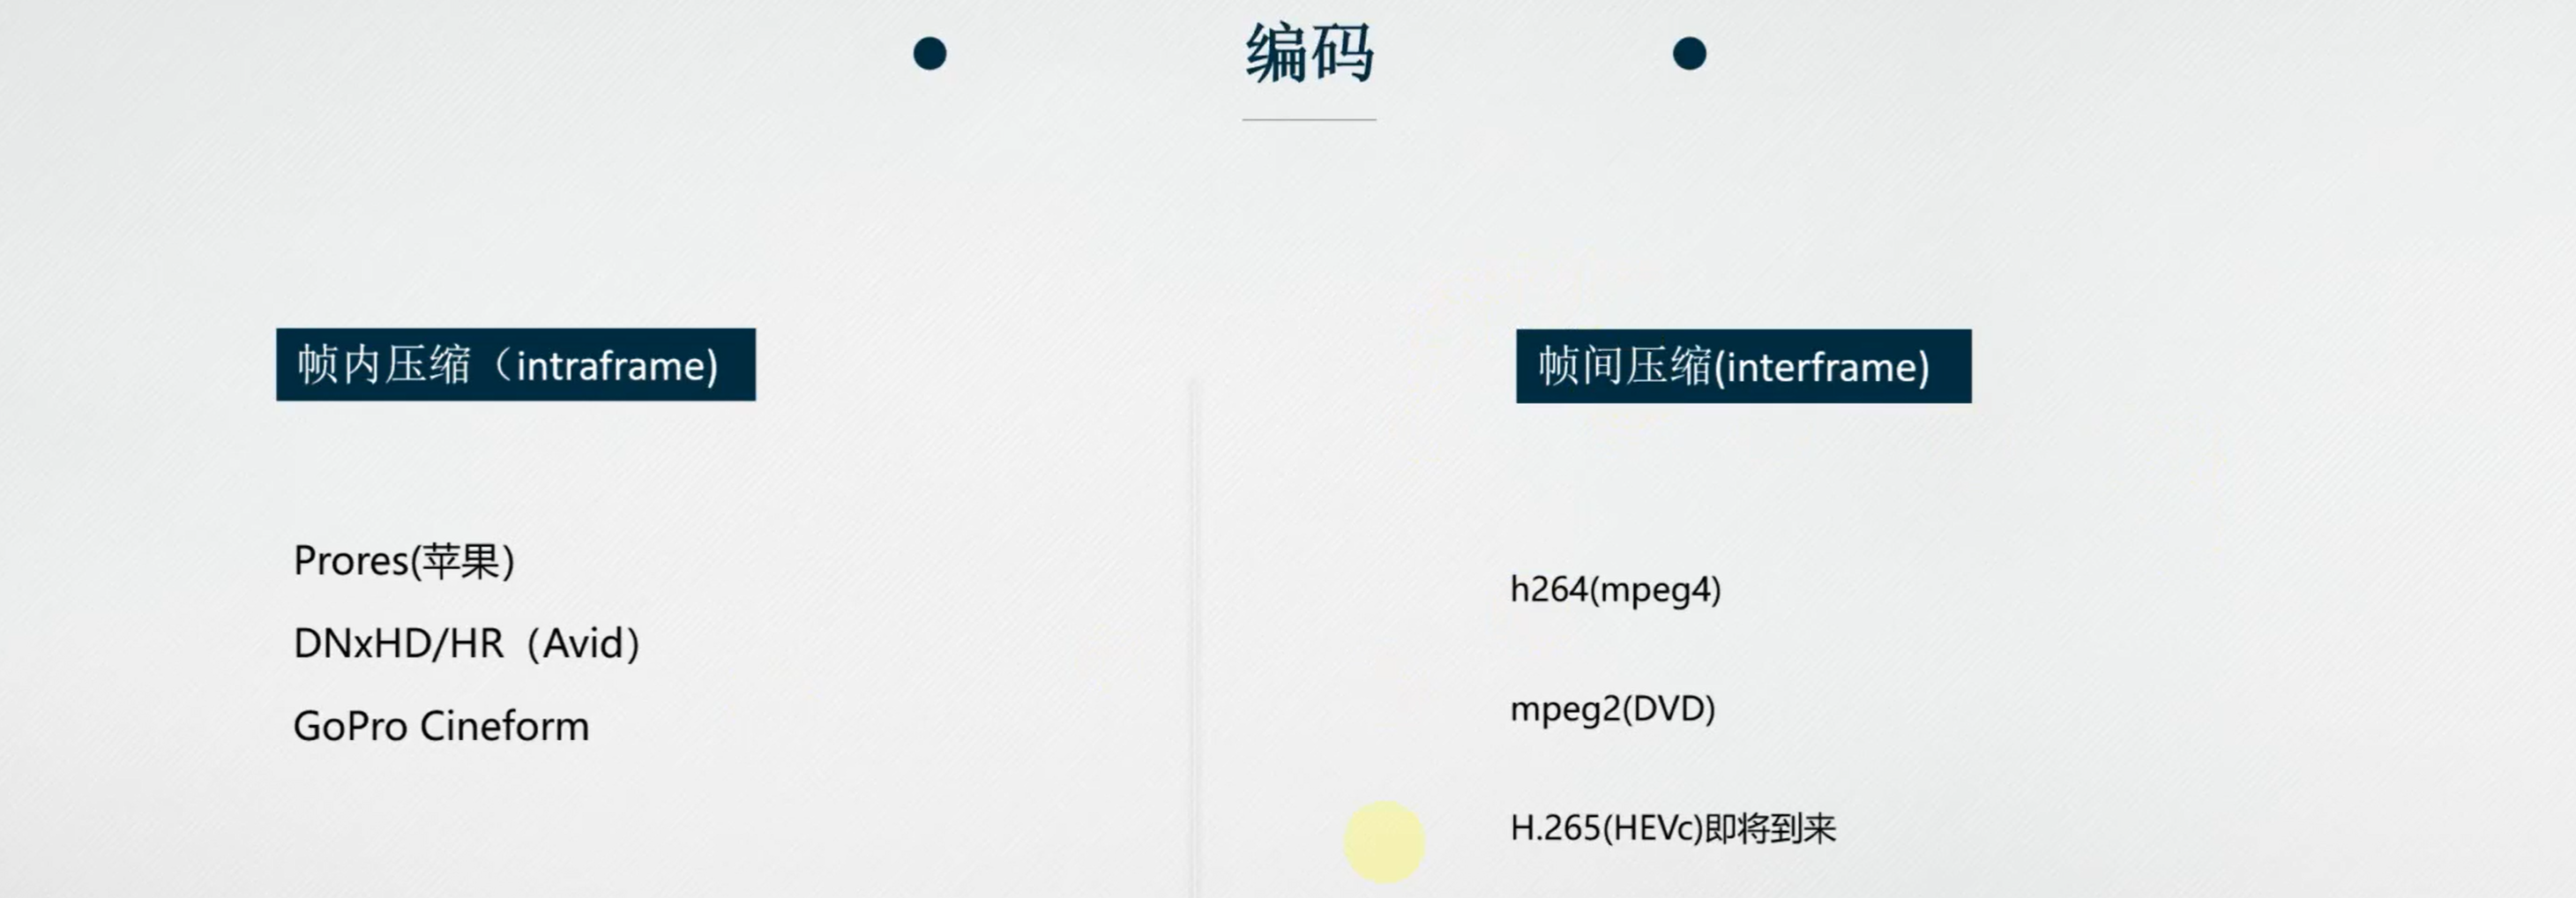 编码
帧内压缩（intraframe)
Prores(苹果）
DNxHD/HR（Avid）
GoPro Cineform
帧间压缩(interframe)
h264(mpeg4)
mpeg2(DVD)
H.265(HEVc)即将到来